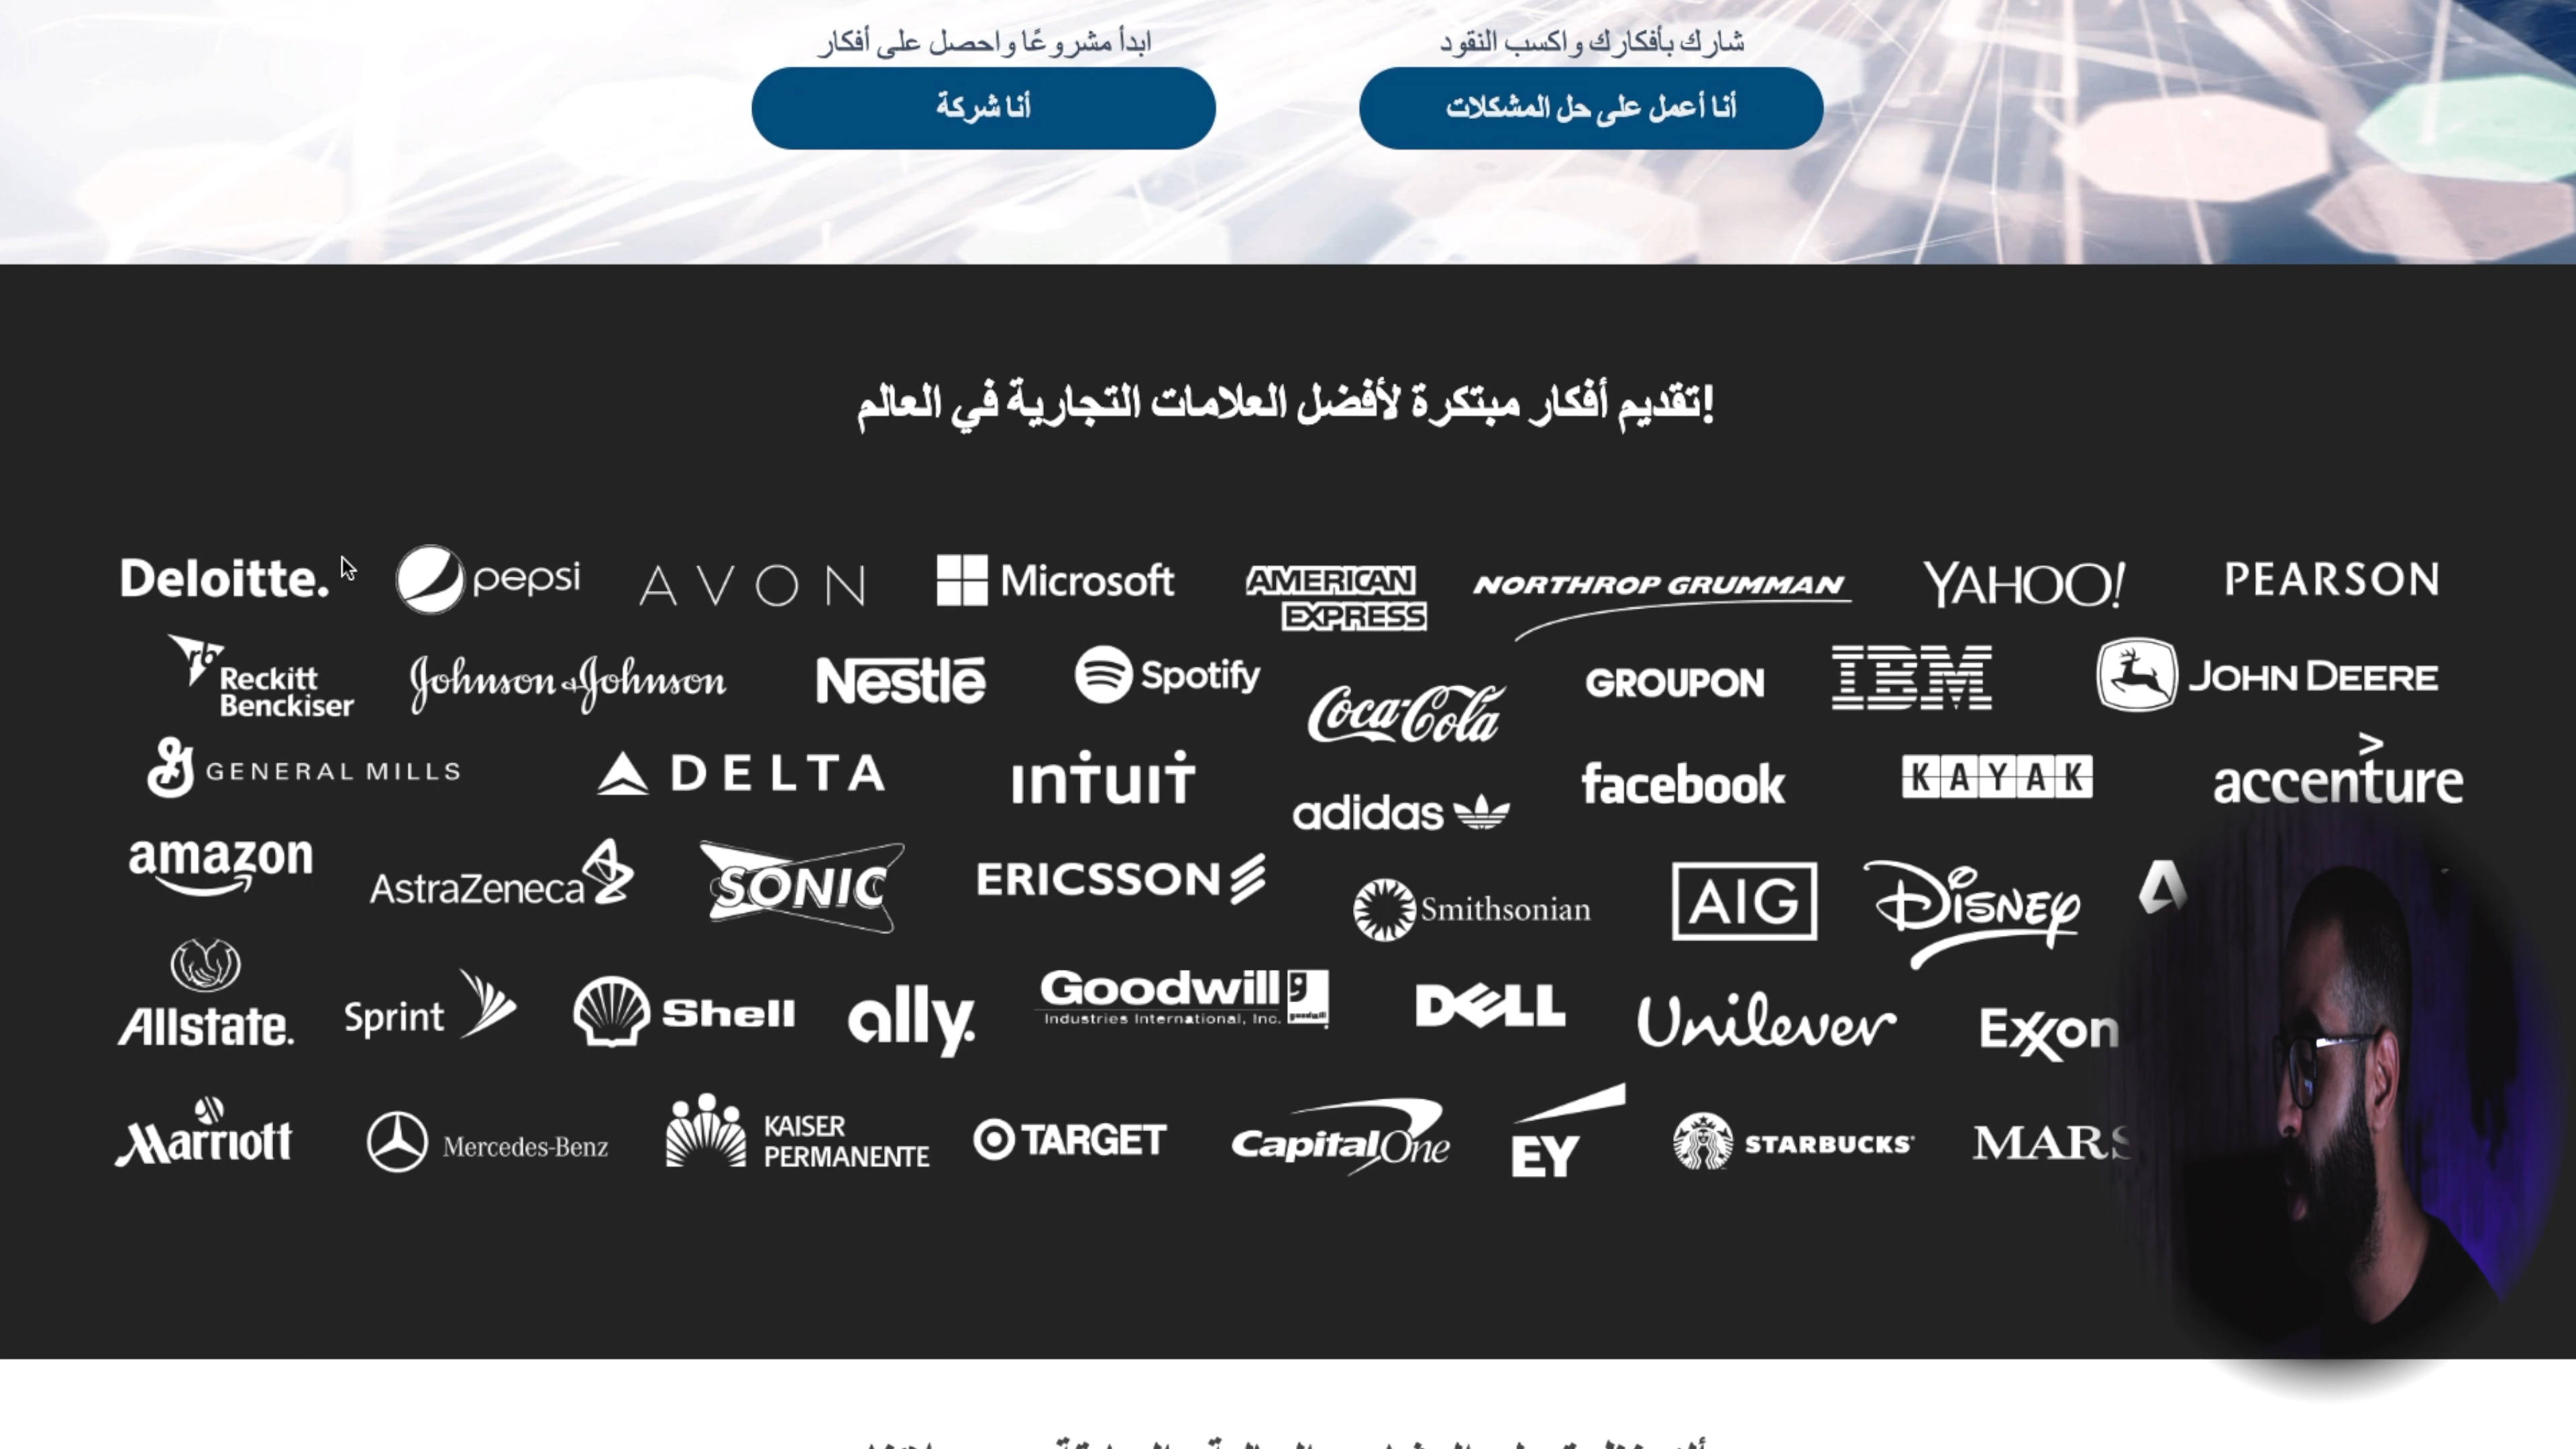 شارك بأفكارك واكسب النقود
ابدأ مشروعًا واحصل على أفكار
أنا أعمل على حل المشكلات
أنا شركة
تقديم أفكار مبتكرة لأفضل العلامات التجارية في العالم!
Deloitte. pepsi AVON Microsoft AMERICAN EXPRESS NORTHROP GRUMMAN YAHOO! PEARSON
rb Reckitt Benckiser Johnson & Johnson Nestlé Spotify Coca-Cola GROUPON IBM JOHN DEERE
GENERAL MILLS DELTA intuit adidas facebook KAYAK accenture
amazon AstraZeneca SONIC ERICSSON Smithsonian AIG DISNEY
Allstate. Sprint Shell ally. Goodwill Industries International, Inc. DELL Unilever Exxon
Marriott Mercedes-Benz KAISER PERMANENTE TARGET Capital One EY STARBUCKS MARS